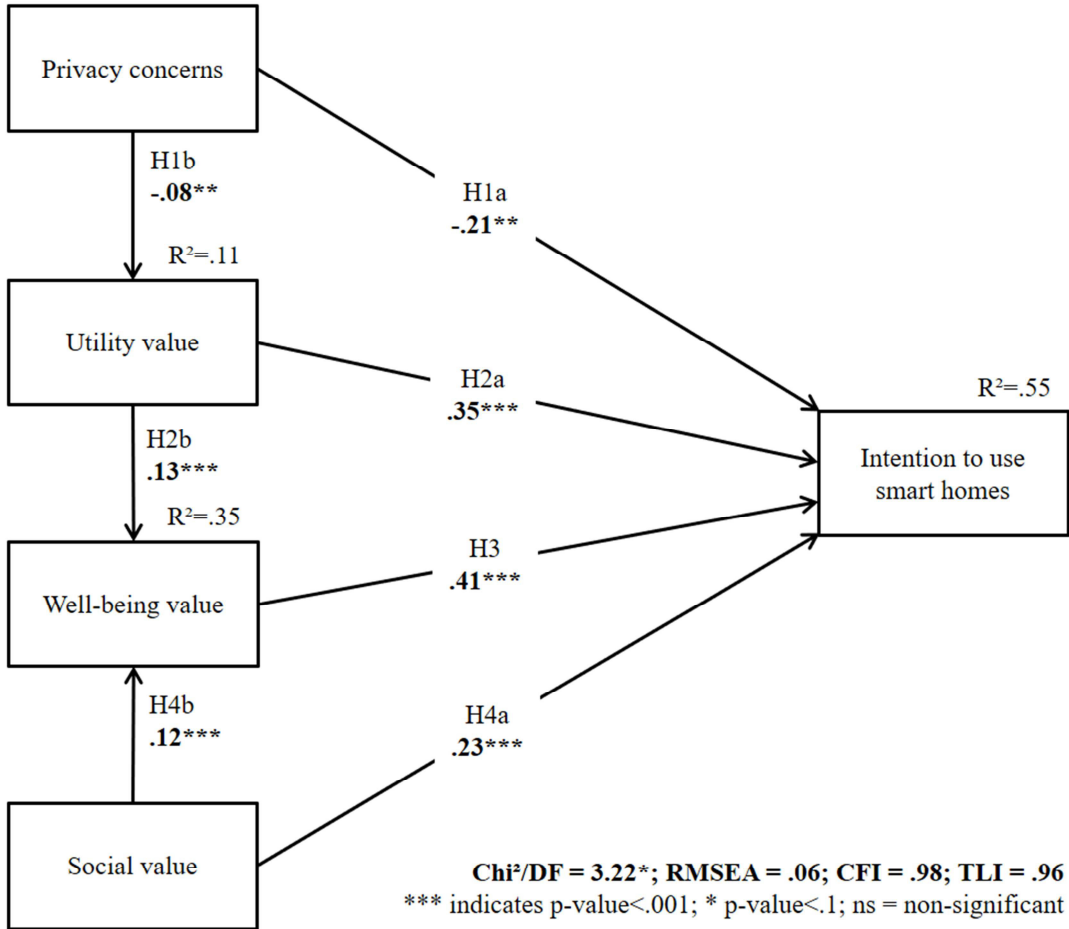 Privacy concerns
H1b
-.08**
H1a
-.21**
R²=.11
Utility value
H2a
.35***
R²=.55
H2b
.13***
Intention to use
smart homes
R²=.35
H3
.41***
Well-being value
H4b
.12***
H4a
.23***
Social value
Chi²/DF = 3.22*; RMSEA = .06; CFI = .98; TLI = .96
*** indicates p-value<.001; * p-value<.1; ns = non-significant